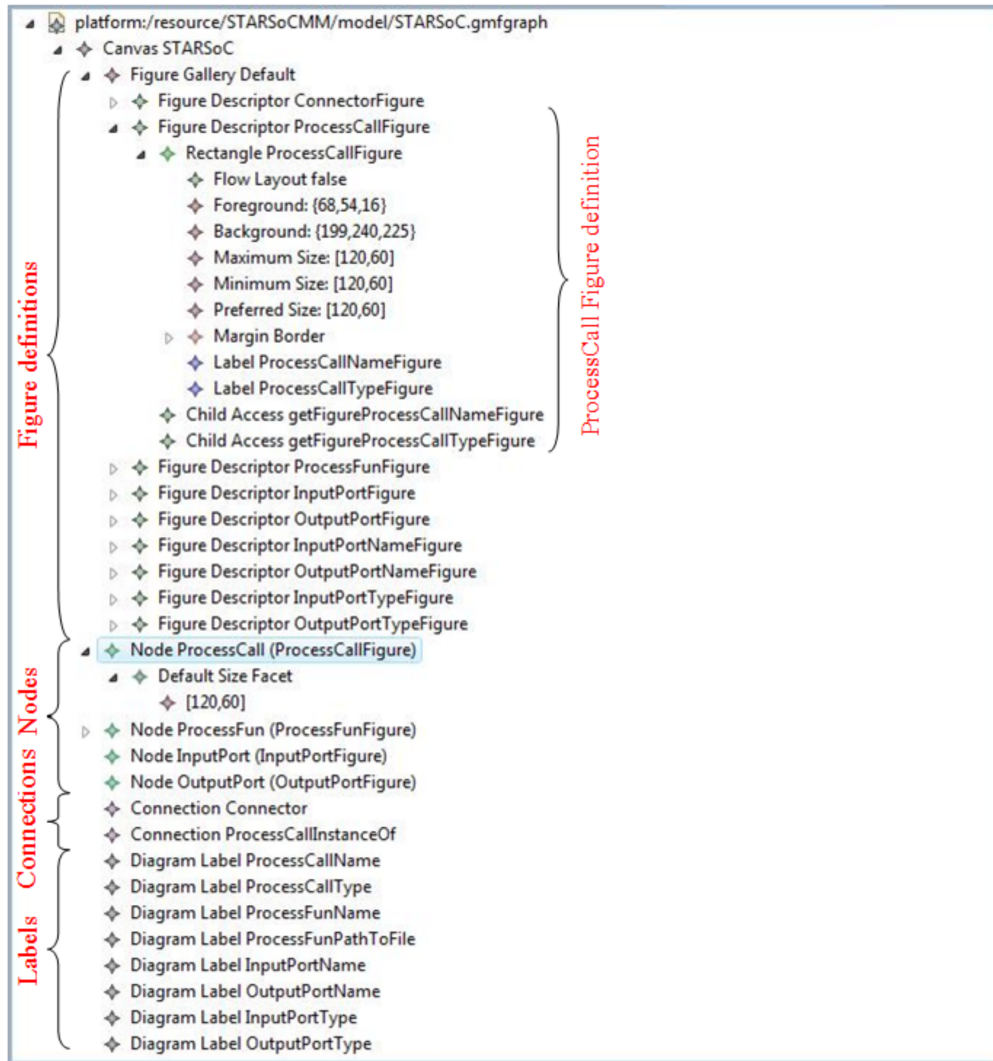 platform:/resource/STARSoCMM/model/STARSoC.gmfgraph
Canvas STARSoC
Figure Gallery Default
Figure Descriptor ConnectorFigure
Figure Descriptor ProcessCallFigure
Rectangle ProcessCallFigure
Flow Layout false
Foreground: {68,54,16}
Background: {199,240,225}
Maximum Size: [120,60]
Minimum Size: [120,60]
Preferred Size: [120,60]
Margin Border
Label ProcessCallNameFigure
Label ProcessCallTypeFigure
Child Access getFigureProcessCallNameFigure
Child Access getFigureProcessCallTypeFigure
Figure Descriptor ProcessFunFigure
Figure Descriptor InputPortFigure
Figure Descriptor OutputPortFigure
Figure Descriptor InputPortNameFigure
Figure Descriptor OutputPortNameFigure
Figure Descriptor InputPortTypeFigure
Figure Descriptor OutputPortTypeFigure
Node ProcessCall (ProcessCallFigure)
Default Size Facet
[120,60]
Node ProcessFun (ProcessFunFigure)
Node InputPort (InputPortFigure)
Node OutputPort (OutputPortFigure)
Connection Connector
Connection ProcessCallInstanceOf
Diagram Label ProcessCallName
Diagram Label ProcessCallType
Diagram Label ProcessFunName
Diagram Label ProcessFunPathToFile
Diagram Label InputPortName
Diagram Label OutputPortName
Diagram Label InputPortType
Diagram Label OutputPortType
Figure definitions
Nodes
Connections
Labels
ProcessCall Figure definition